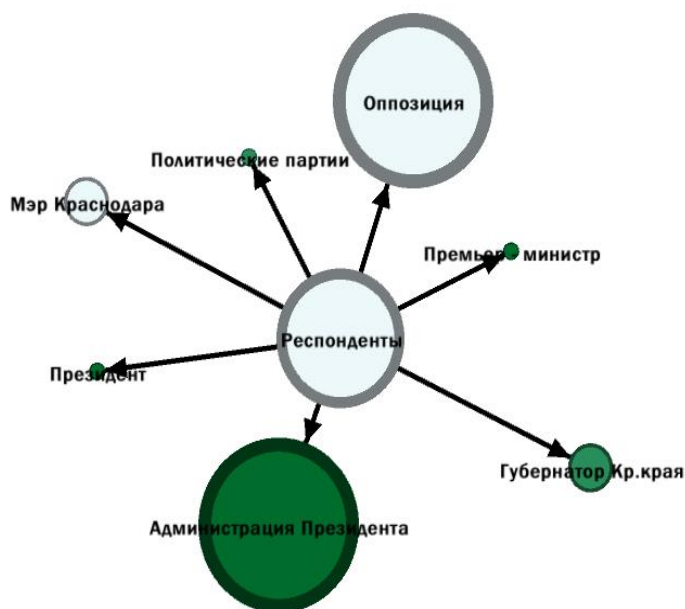 Оппозиция
Политические партии
Мэр Краснодара
Премьер - министр
Респонденты
Президент
Губернатор Кр.края
Администрация Президента